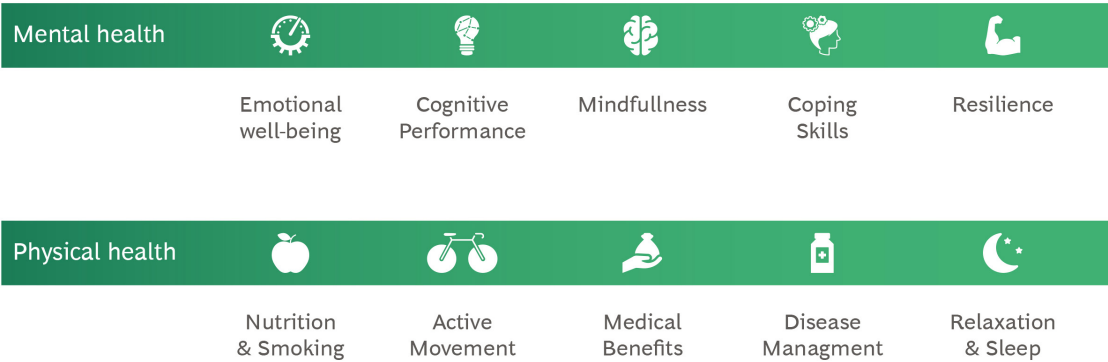 Mental health
Emotional
well-being
Cognitive
Performance
Mindfullness
Coping
Skills
Resilience
Physical health
Nutrition
& Smoking
Active
Movement
Medical
Benefits
Disease
Managment
Relaxation
& Sleep